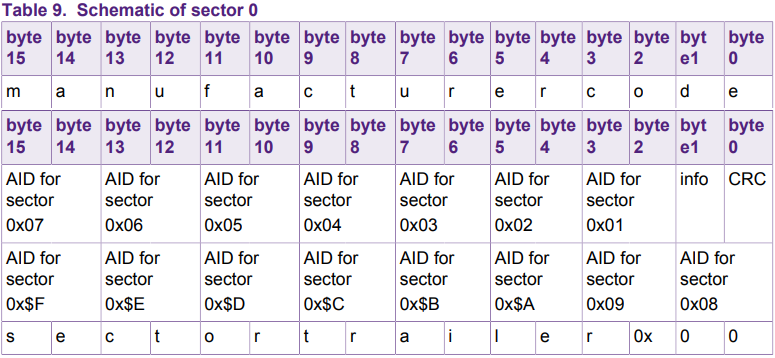 Table 9. Schematic of sector 0
byte 15 byte 14 byte 13 byte 12 byte 11 byte 10 byte 9 byte 8 byte 7 byte 6 byte 5 byte 4 byte 3 byte 2 byt e1 byte 0
m a n u f a c t u r e r c o d e
byte 15 byte 14 byte 13 byte 12 byte 11 byte 10 byte 9 byte 8 byte 7 byte 6 byte 5 byte 4 byte 3 byte 2 byt e1 byte 0
AID for sector 0x07 AID for sector 0x06 AID for sector 0x05 AID for sector 0x04 AID for sector 0x03 AID for sector 0x02 AID for sector 0x01 info CRC
AID for sector 0x$F AID for sector 0x$E AID for sector 0x$D AID for sector 0x$C AID for sector 0x$B AID for sector 0x$A AID for sector 0x09 AID for sector 0x08
s e c t o r t r a i l e r 0x 0 0